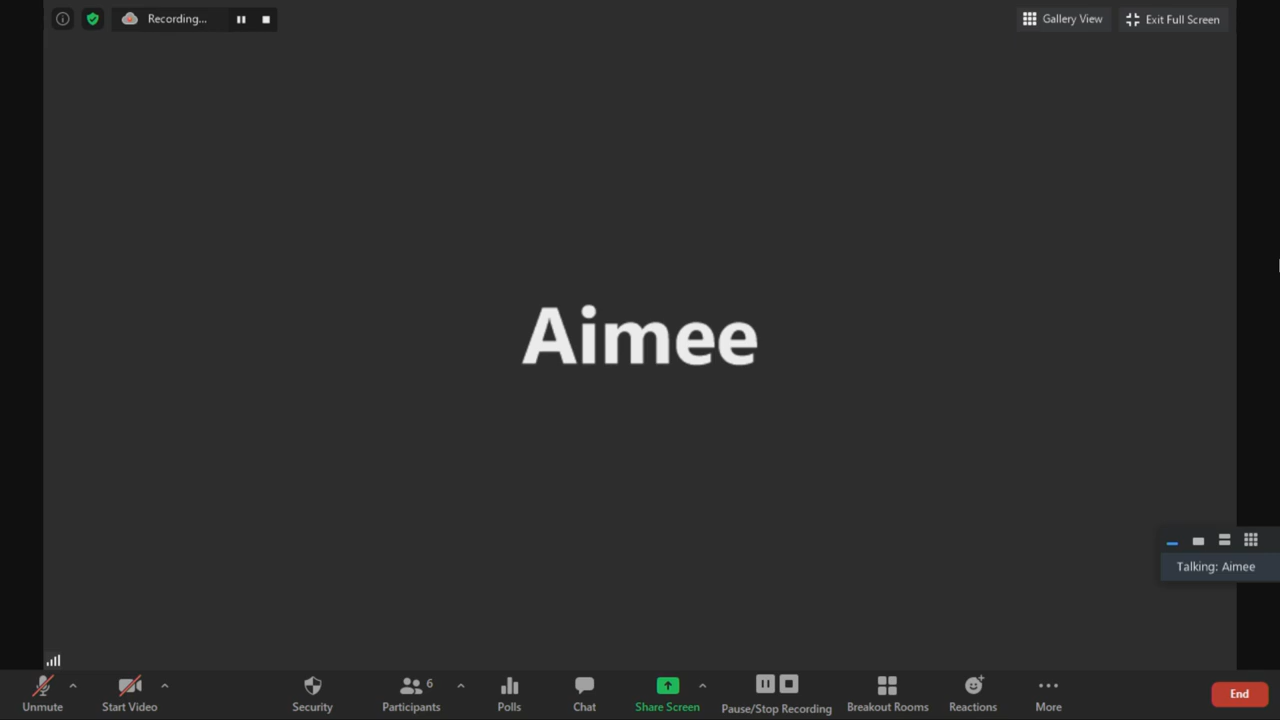 Recording...
Gallery View
Exit Full Screen
Aimee
Talking: Aimee
Unmute
Start Video
Security
Participants 6
Polls
Chat
Share Screen
Pause/Stop Recording
Breakout Rooms
Reactions
More
End